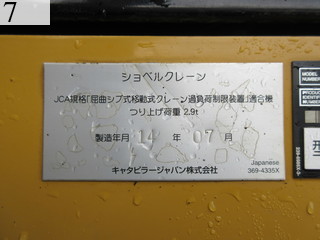 7
ショベルクレーン
JCA規格「屈曲ジブ式移動式クレーン過負荷制限装置」適合機
つり上げ荷重 2.9t
製造年月 14 年 07 月
キャタピラージャパン株式会社
Japanese
369-4335X